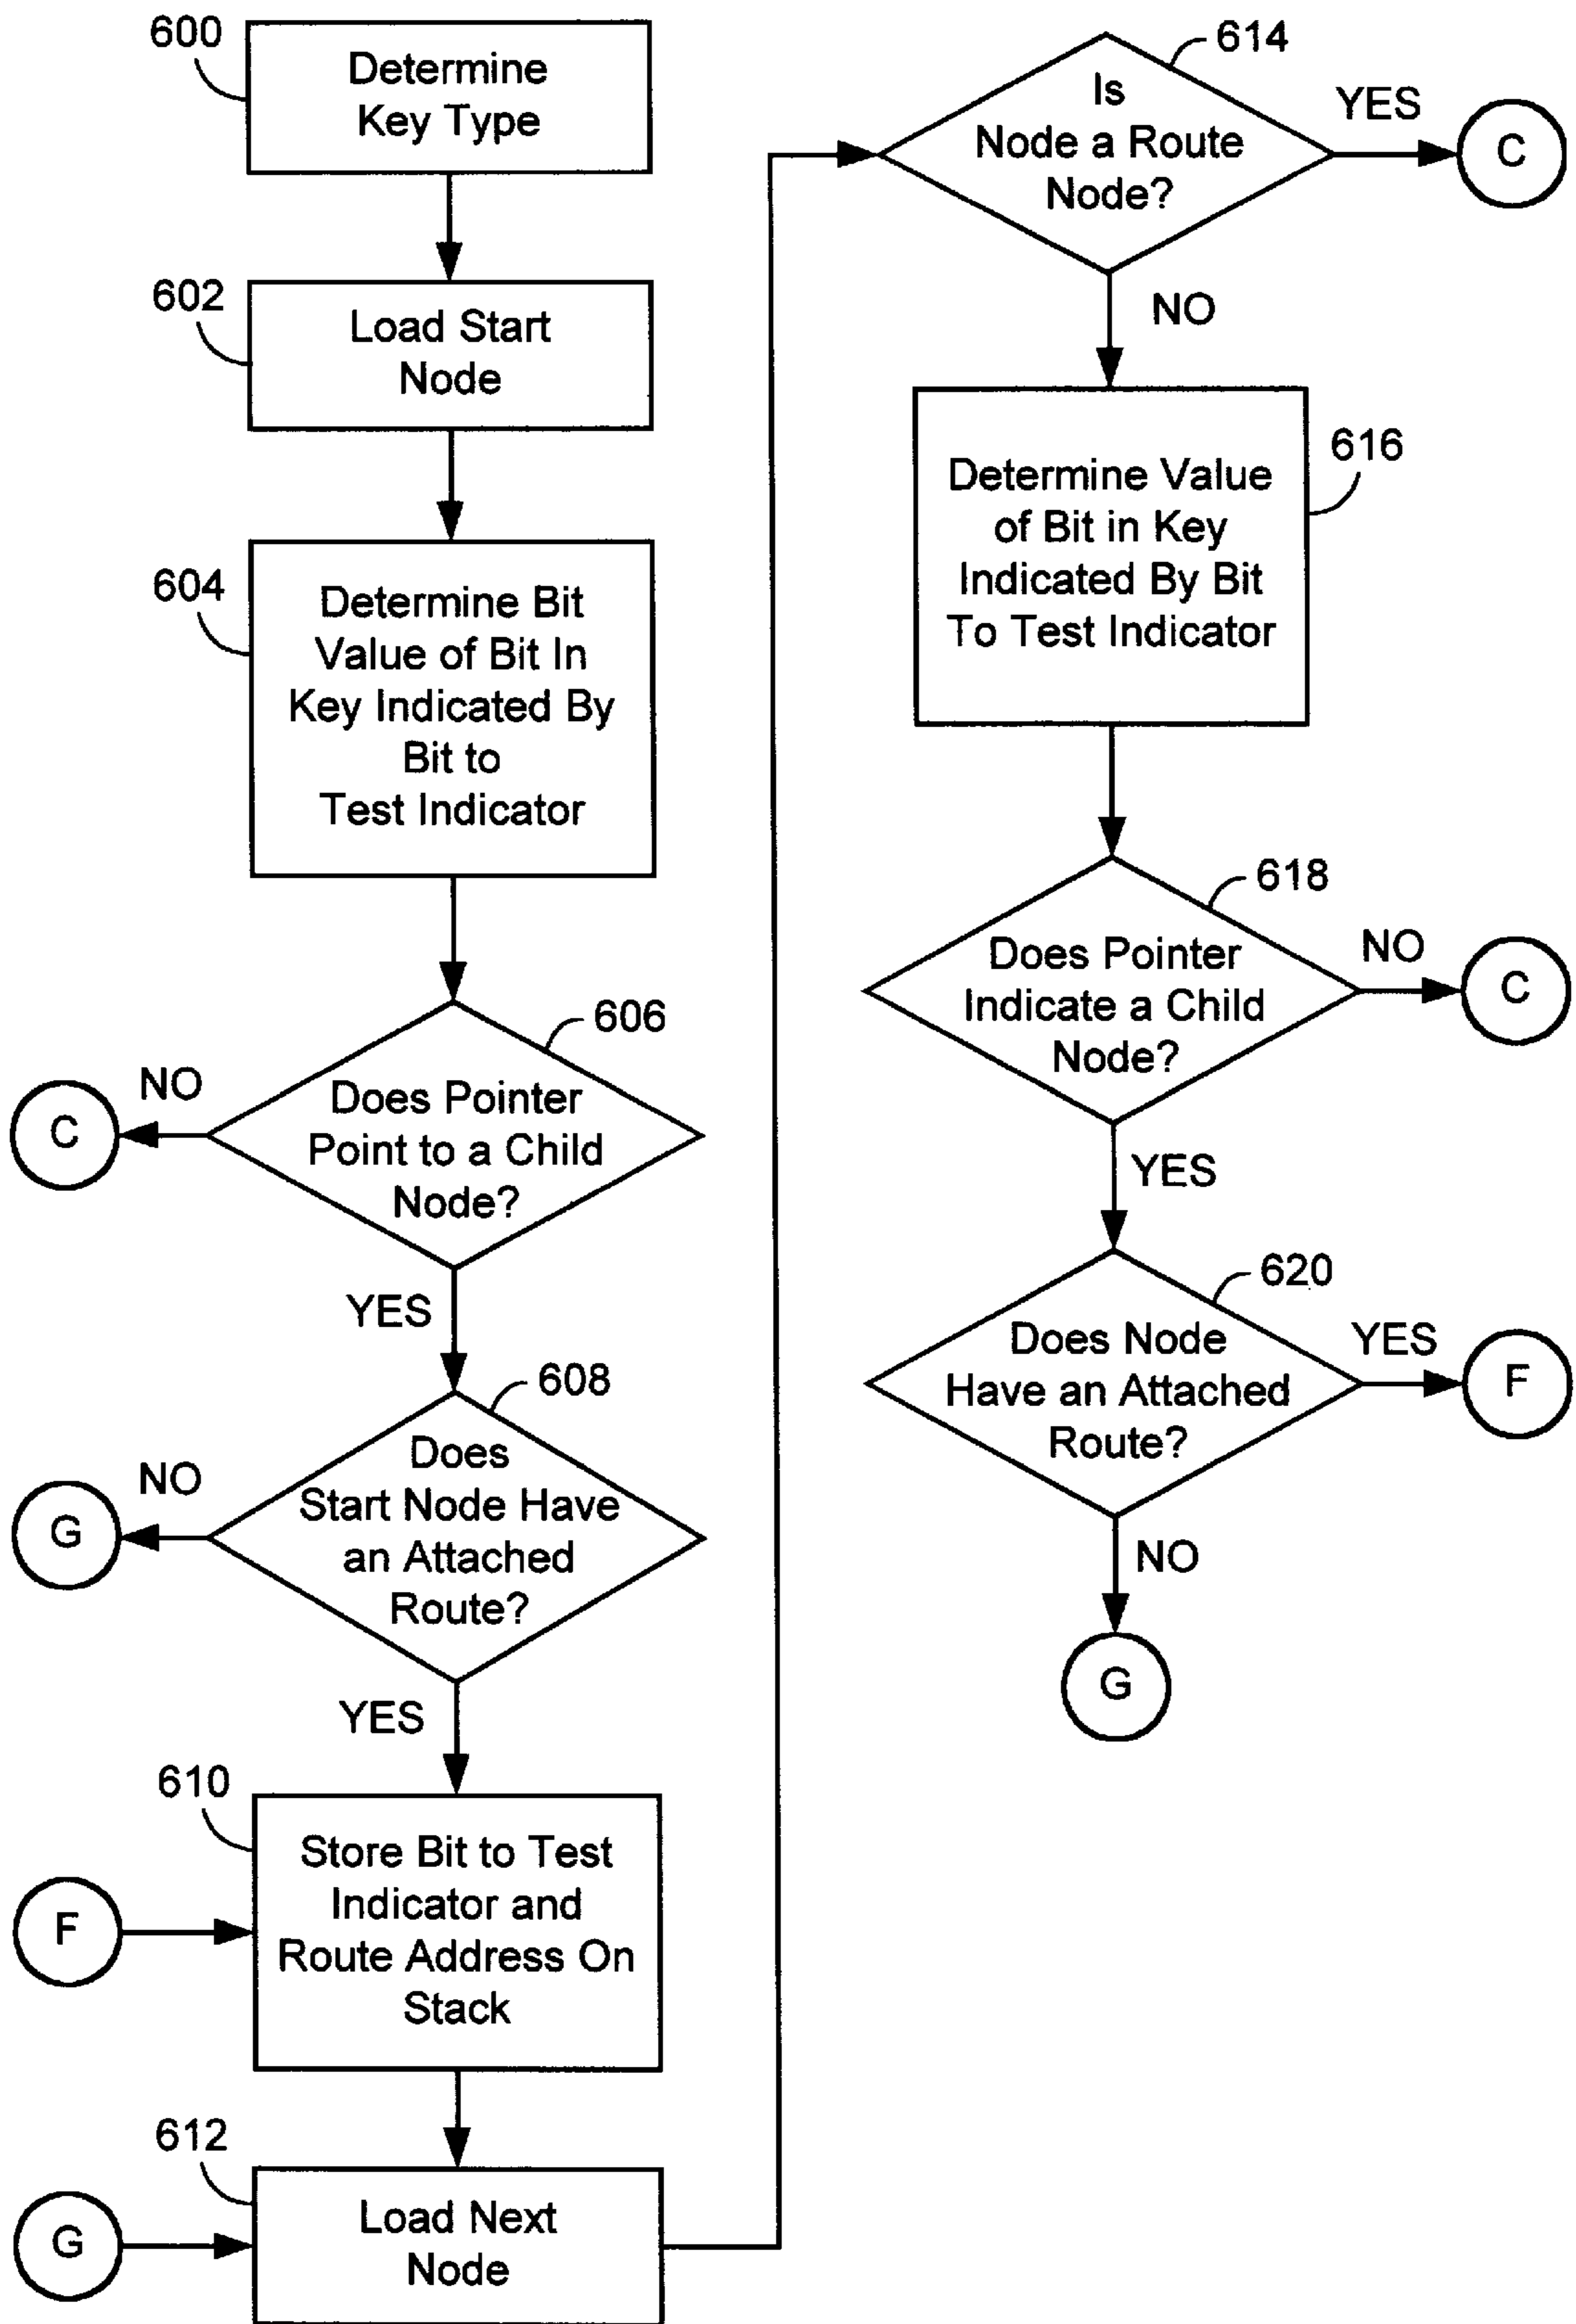 600
Determine
Key Type
602
Load Start
Node
604
Determine Bit
Value of Bit In
Key Indicated By
Bit to
Test Indicator
606
Does Pointer
Point to a Child
Node?
NO
C
YES
608
Does
Start Node Have
an Attached
Route?
NO
G
YES
610
Store Bit to Test
Indicator and
Route Address On
Stack
F
612
Load Next
Node
G
614
Is
Node a Route
Node?
YES
C
NO
616
Determine Value
of Bit in Key
Indicated By Bit
To Test Indicator
618
Does Pointer
Indicate a Child
Node?
NO
C
YES
620
Does Node
Have an Attached
Route?
YES
F
NO
G